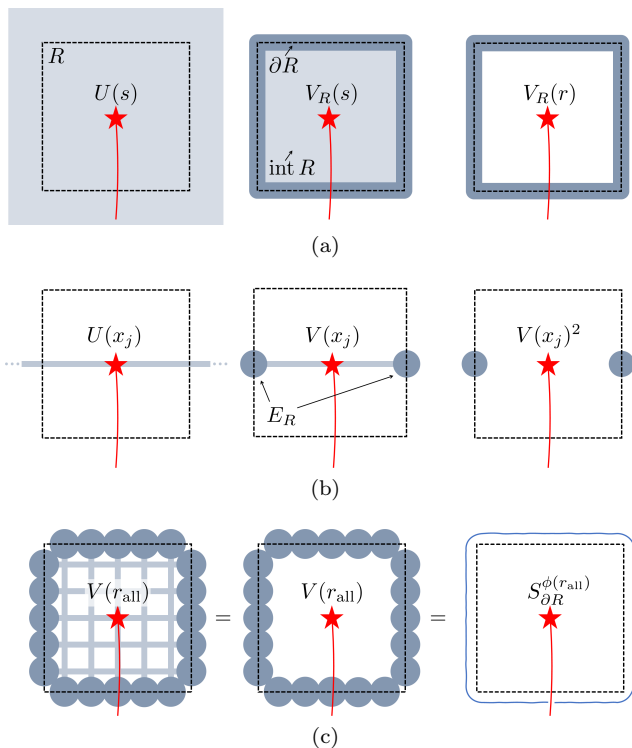 R
∂R
U(s)
V_R(s)
V_R(r)
int R
(a)
U(x_j)
V(x_j)
V(x_j)^2
E_R
(b)
V(r_all) = V(r_all) = S_{∂R}^{ϕ(r_all)}
(c)